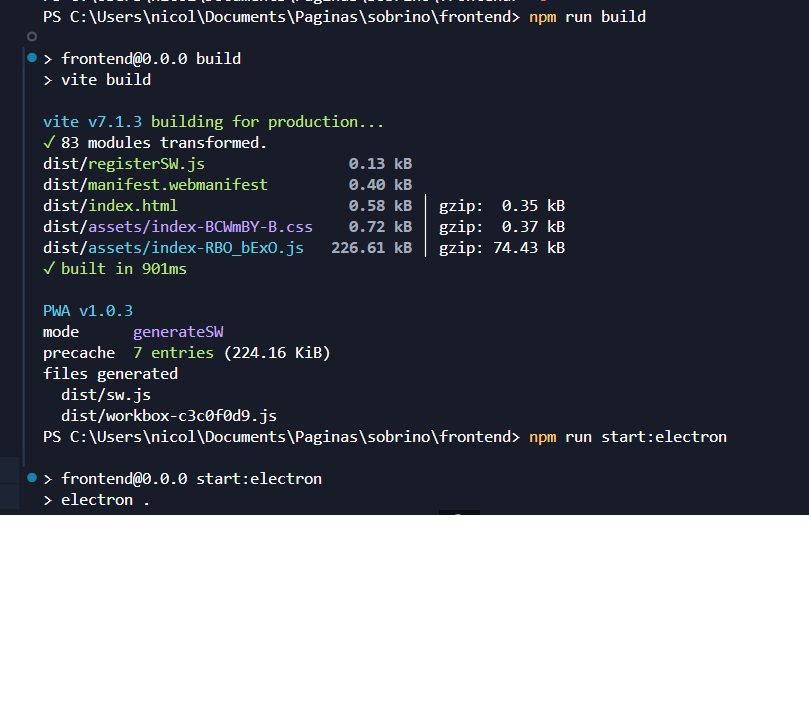 PS C:\Users\nicol\Documents\Paginas\sobrino\frontend> npm run build
> frontend@0.0.0 build
> vite build
vite v7.1.3 building for production...
✓ 83 modules transformed.
dist/registerSW.js                0.13 kB
dist/manifest.webmanifest         0.40 kB
dist/index.html                   0.58 kB │ gzip:  0.35 kB
dist/assets/index-BCWmBY-B.css    0.72 kB │ gzip:  0.37 kB
dist/assets/index-RBO_bExO.js   226.61 kB │ gzip: 74.43 kB
✓ built in 901ms
PWA v1.0.3
mode      generateSW
precache  7 entries (224.16 KiB)
files generated
  dist/sw.js
  dist/workbox-c3c0f0d9.js
PS C:\Users\nicol\Documents\Paginas\sobrino\frontend> npm run start:electron
> frontend@0.0.0 start:electron
> electron .